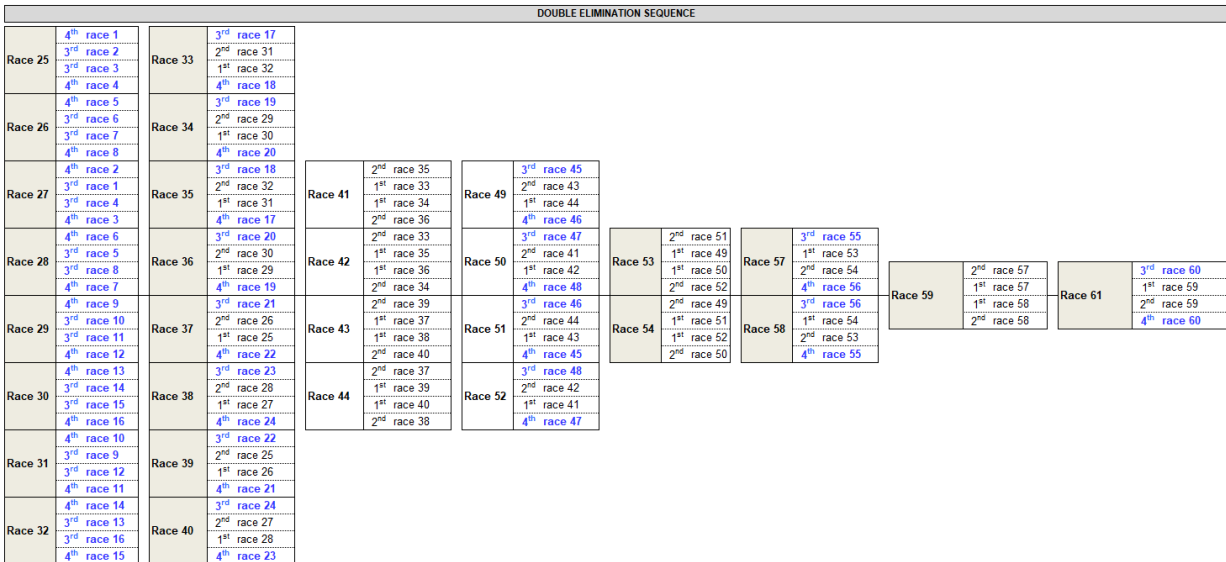 DOUBLE ELIMINATION SEQUENCE
Race 25
4th race 1
3rd race 2
3rd race 3
4th race 4
Race 26
4th race 5
3rd race 6
3rd race 7
4th race 8
Race 27
4th race 2
3rd race 1
3rd race 4
4th race 3
Race 28
4th race 6
3rd race 5
3rd race 8
4th race 7
Race 29
4th race 9
3rd race 10
3rd race 11
4th race 12
Race 30
4th race 13
3rd race 14
3rd race 15
4th race 16
Race 31
4th race 10
3rd race 9
3rd race 12
4th race 11
Race 32
4th race 14
3rd race 13
3rd race 16
4th race 15
Race 33
3rd race 17
2nd race 31
1st race 32
4th race 18
Race 34
3rd race 19
2nd race 29
1st race 30
4th race 20
Race 35
3rd race 18
2nd race 32
1st race 31
4th race 17
Race 36
3rd race 20
2nd race 30
1st race 29
4th race 19
Race 37
3rd race 21
2nd race 26
1st race 25
4th race 22
Race 38
3rd race 23
2nd race 28
1st race 27
4th race 24
Race 39
3rd race 22
2nd race 25
1st race 26
4th race 21
Race 40
3rd race 24
2nd race 27
1st race 28
4th race 23
Race 41
2nd race 35
1st race 33
1st race 34
2nd race 36
Race 42
2nd race 33
1st race 35
1st race 36
2nd race 34
Race 43
2nd race 39
1st race 37
1st race 38
2nd race 40
Race 44
2nd race 37
1st race 39
1st race 40
2nd race 38
Race 49
3rd race 45
2nd race 43
1st race 44
4th race 46
Race 50
3rd race 47
2nd race 41
1st race 42
4th race 48
Race 51
3rd race 46
2nd race 44
1st race 43
4th race 45
Race 52
3rd race 48
2nd race 42
1st race 41
4th race 47
Race 53
2nd race 51
1st race 49
1st race 50
2nd race 52
Race 54
2nd race 49
1st race 51
1st race 52
2nd race 50
Race 57
3rd race 55
1st race 53
2nd race 54
4th race 56
Race 58
3rd race 56
1st race 54
2nd race 53
4th race 55
Race 59
2nd race 57
1st race 57
1st race 58
2nd race 58
Race 61
3rd race 60
1st race 59
2nd race 59
4th race 60